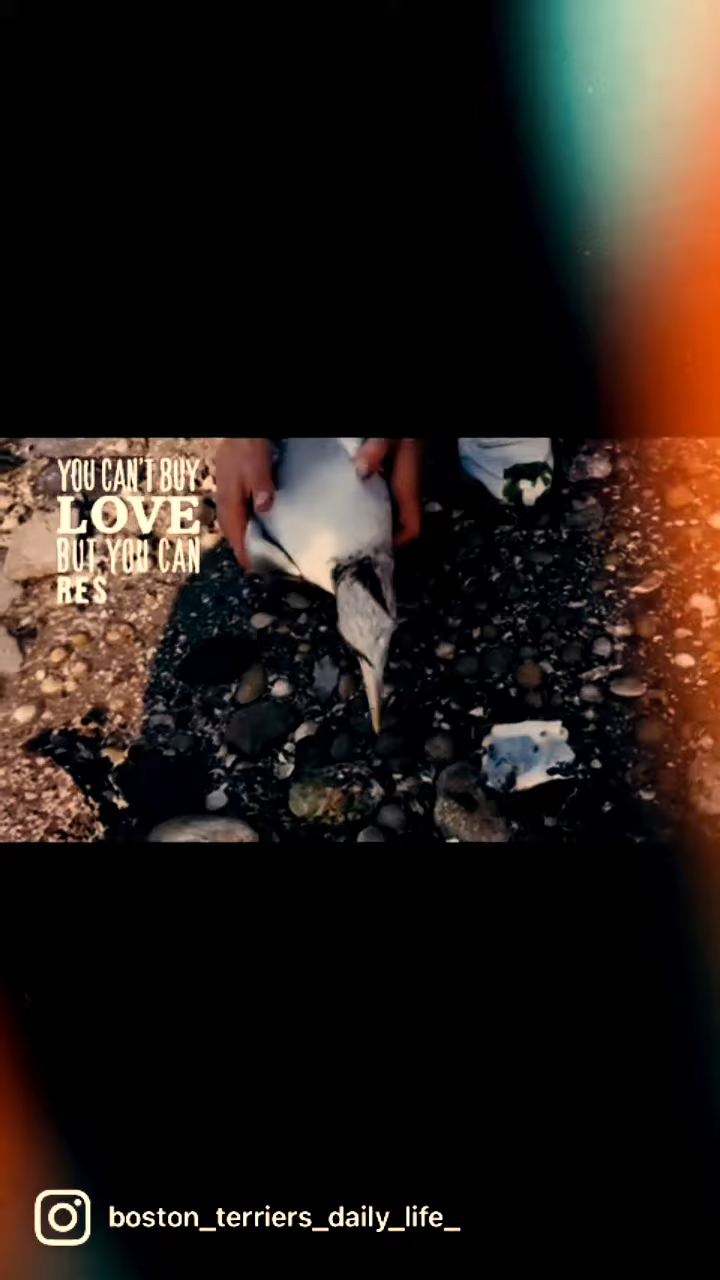 YOU CAN'T BUY
LOVE
BUT YOU CAN
RES
boston_terriers_daily_life_